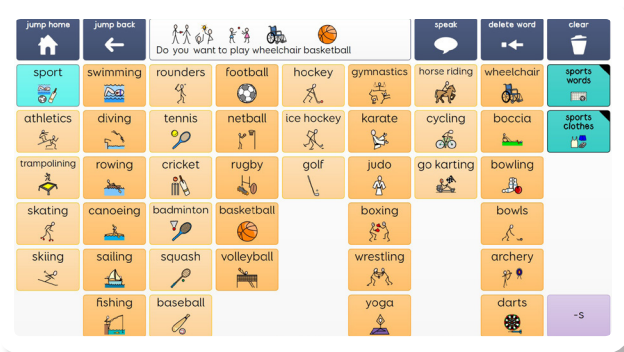 jump home jump back speak delete word clear
Do you want to play wheelchair basketball
sport swimming rounders football hockey gymnastics horse riding wheelchair sports words
athletics diving tennis netball ice hockey karate cycling boccia sports clothes
trampolining rowing cricket rugby golf judo go karting bowling
skating canoeing badminton basketball boxing bowls
skiing sailing squash volleyball wrestling archery
fishing baseball yoga darts -s